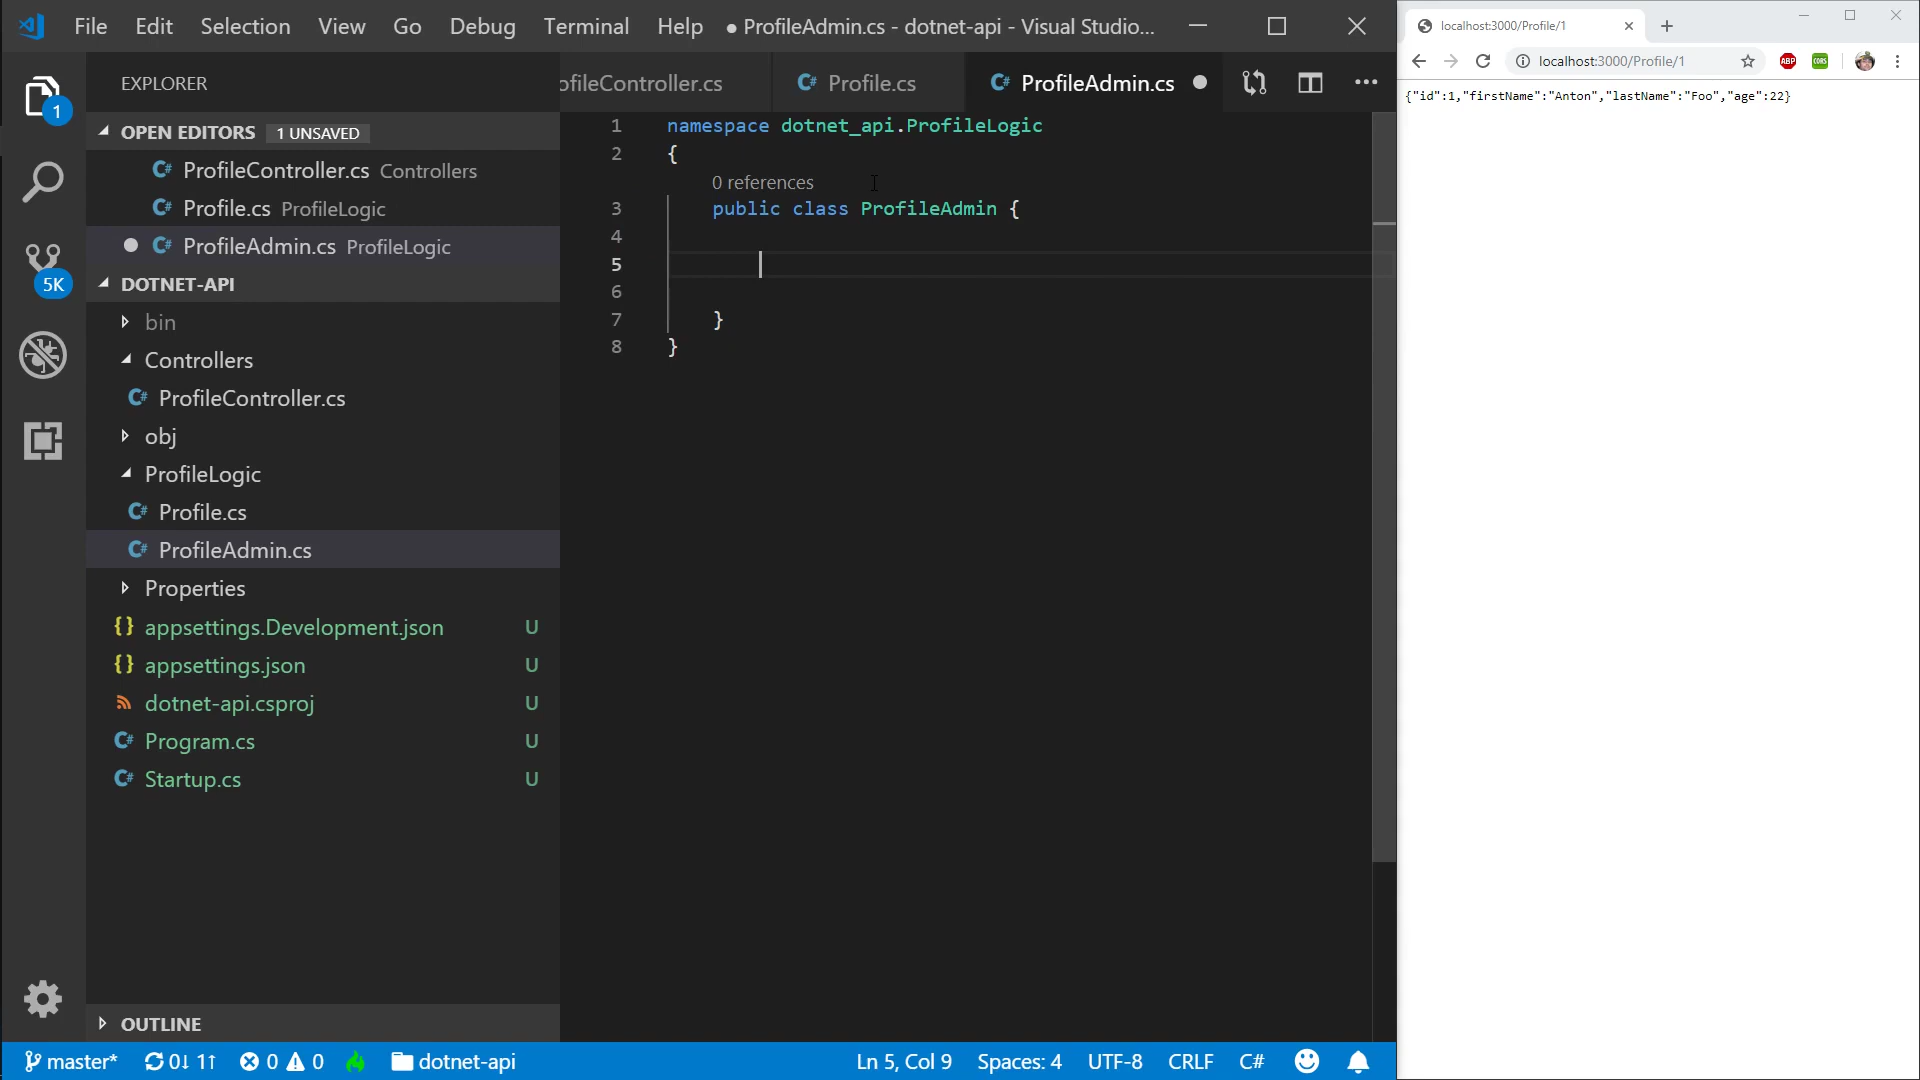 File Edit Selection View Go Debug Terminal Help ● ProfileAdmin.cs - dotnet-api - Visual Studio...
EXPLORER
OPEN EDITORS 1 UNSAVED
C# ProfileController.cs Controllers
C# Profile.cs ProfileLogic
● C# ProfileAdmin.cs ProfileLogic
DOTNET-API
bin
Controllers
C# ProfileController.cs
obj
ProfileLogic
C# Profile.cs
C# ProfileAdmin.cs
Properties
{} appsettings.Development.json U
{} appsettings.json U
dotnet-api.csproj U
C# Program.cs U
C# Startup.cs U
OUTLINE
1
5K
ofileController.cs C# Profile.cs C# ProfileAdmin.cs ●
1 namespace dotnet_api.ProfileLogic
2 {
0 references
3 public class ProfileAdmin {
4
5
6
7 }
8 }
master* 0↓ 1↑ 0 0 dotnet-api Ln 5, Col 9 Spaces: 4 UTF-8 CRLF C#
localhost:3000/Profile/1
localhost:3000/Profile/1 ABP CORS
{"id":1,"firstName":"Anton","lastName":"Foo","age":22}